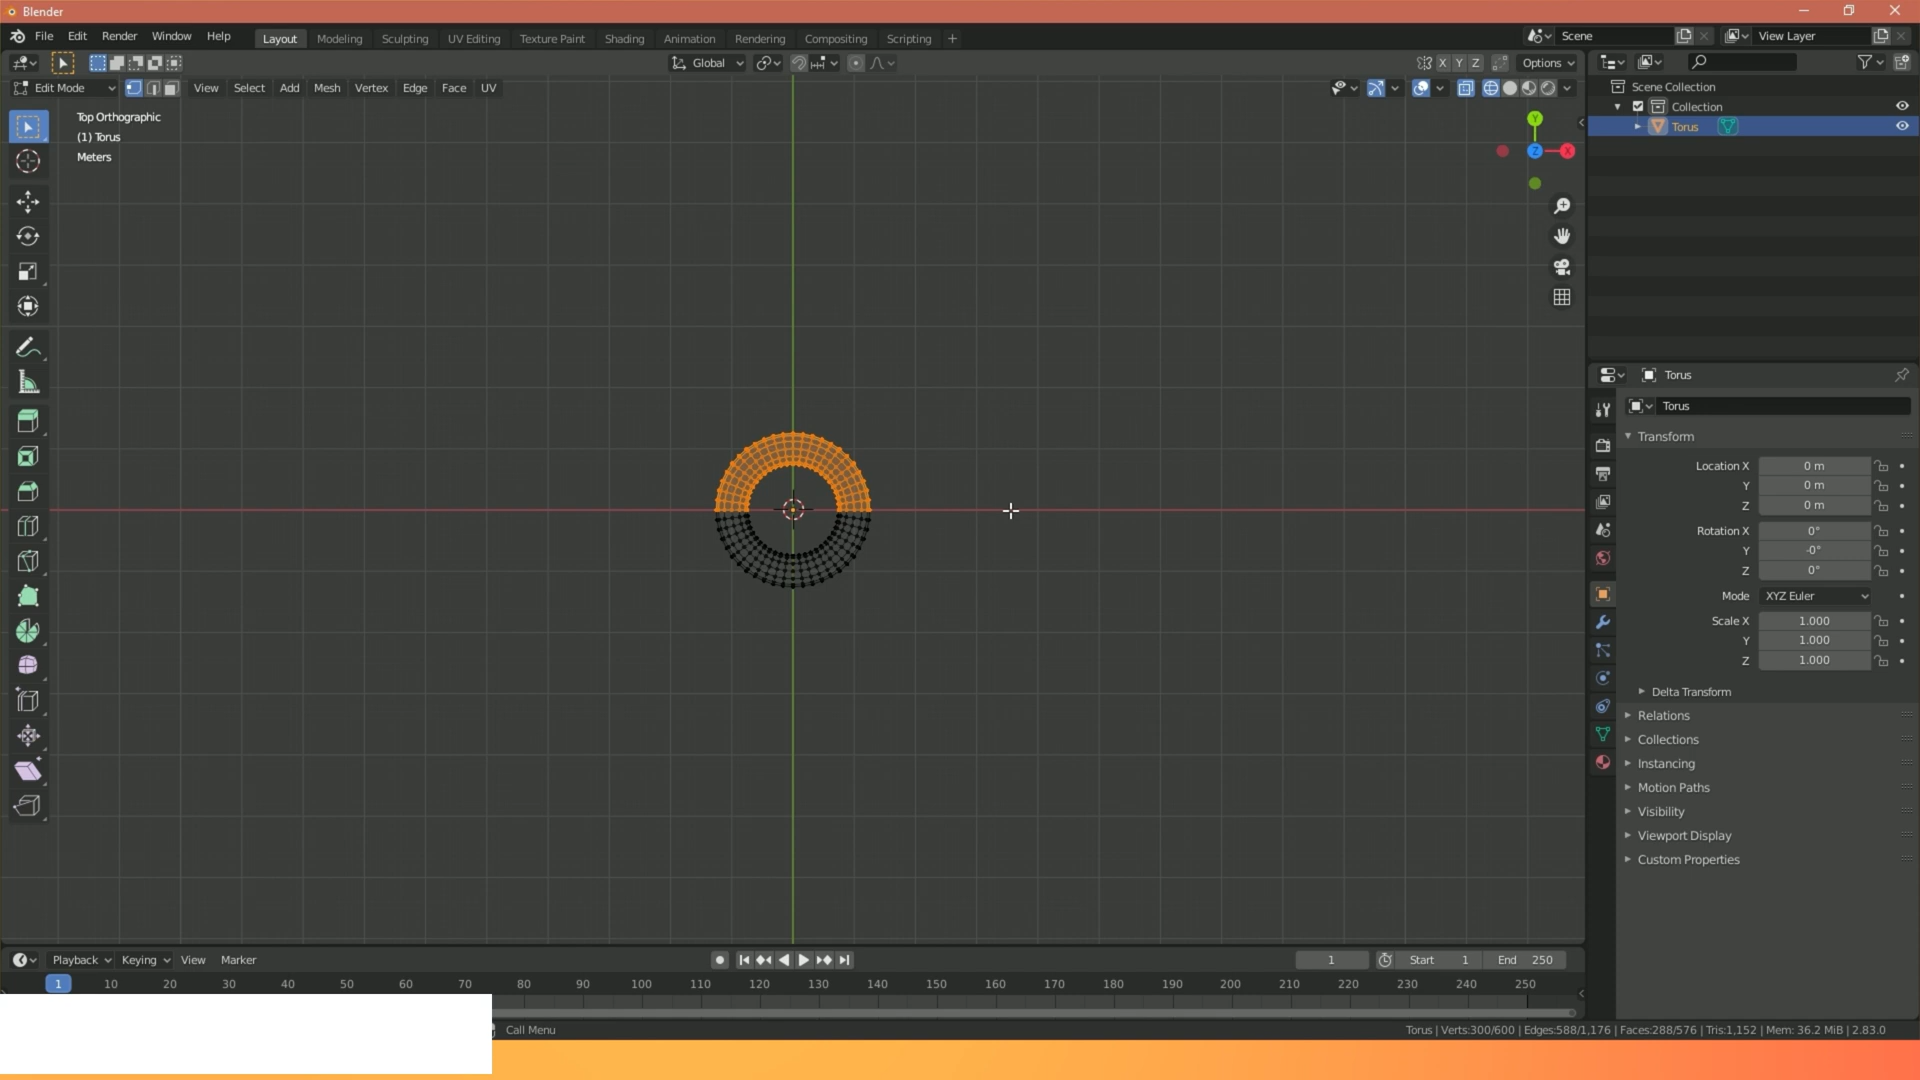 Blender
File Edit Render Window Help Layout Modeling Sculpting UV Editing Texture Paint Shading Animation Rendering Compositing Scripting + Scene View Layer
Global X Y Z Options
Edit Mode View Select Add Mesh Vertex Edge Face UV
Scene Collection
Collection
Torus
Top Orthographic
(1) Torus
Meters
Y
Z X
Torus
Torus
Transform
Location X 0 m
Y 0 m
Z 0 m
Rotation X 0°
Y -0°
Z 0°
Mode XYZ Euler
Scale X 1.000
Y 1.000
Z 1.000
Delta Transform
Relations
Collections
Instancing
Motion Paths
Visibility
Viewport Display
Custom Properties
Playback Keying View Marker 1 Start 1 End 250
1 10 20 30 40 50 60 70 80 90 100 110 120 130 140 150 160 170 180 190 200 210 220 230 240 250
Call Menu Torus | Verts:300/600 | Edges:588/1,176 | Faces:288/576 | Tris:1,152 | Mem: 36.2 MiB | 2.83.0